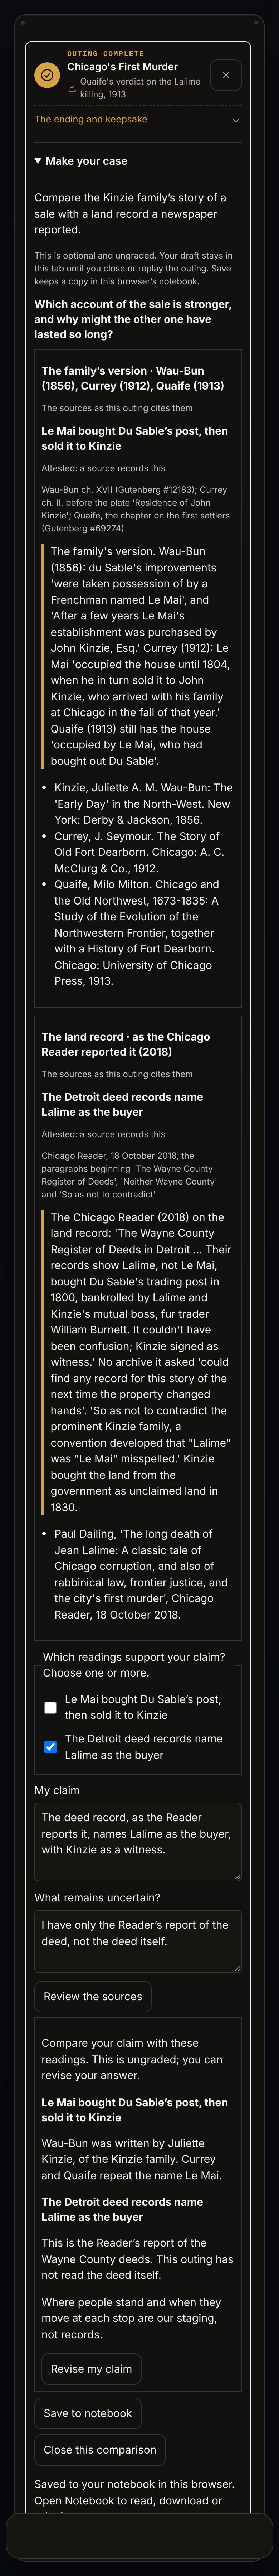 OUTING COMPLETE
Chicago's First Murder
Quaife's verdict on the Lalime
killing, 1913
The ending and keepsake
Make your case
Compare the Kinzie family's story of a
sale with a land record a newspaper
reported.
This is optional and ungraded. Your draft stays in
this tab until you close or replay the outing. Save
keeps a copy in this browser's notebook.
Which account of the sale is stronger,
and why might the other one have
lasted so long?
The family's version · Wau-Bun
(1856), Currey (1912), Quaife (1913)
The sources as this outing cites them
Le Mai bought Du Sable's post, then
sold it to Kinzie
Attested: a source records this
Wau-Bun ch. XVII (Gutenberg #12183); Currey
ch. II, before the plate 'Residence of John
Kinzie'; Quaife, the chapter on the first settlers
(Gutenberg #69274)
The family's version. Wau-Bun
(1856): du Sable's improvements
'were taken possession of by a
Frenchman named Le Mai', and
'After a few years Le Mai's
establishment was purchased by
John Kinzie, Esq.' Currey (1912): Le
Mai 'occupied the house until 1804,
when he in turn sold it to John
Kinzie, who arrived with his family
at Chicago in the fall of that year.'
Quaife (1913) still has the house
'occupied by Le Mai, who had
bought out Du Sable'.
• Kinzie, Juliette A. M. Wau-Bun: The
'Early Day' in the North-West. New
York: Derby & Jackson, 1856.
• Currey, J. Seymour. The Story of
Old Fort Dearborn. Chicago: A. C.
McClurg & Co., 1912.
• Quaife, Milo Milton. Chicago and
the Old Northwest, 1673-1835: A
Study of the Evolution of the
Northwestern Frontier, together
with a History of Fort Dearborn.
Chicago: University of Chicago
Press, 1913.
The land record · as the Chicago
Reader reported it (2018)
The sources as this outing cites them
The Detroit deed records name
Lalime as the buyer
Attested: a source records this
Chicago Reader, 18 October 2018, the
paragraphs beginning 'The Wayne County
Register of Deeds', 'Neither Wayne County'
and 'So as not to contradict'
The Chicago Reader (2018) on the
land record: 'The Wayne County
Register of Deeds in Detroit ... Their
records show Lalime, not Le Mai,
bought Du Sable's trading post in
1800, bankrolled by Lalime and
Kinzie's mutual boss, fur trader
William Burnett. It couldn't have
been confusion; Kinzie signed as
witness.' No archive it asked 'could
find any record for this story of the
next time the property changed
hands'. 'So as not to contradict the
prominent Kinzie family, a
convention developed that "Lalime"
was "Le Mai" misspelled.' Kinzie
bought the land from the
government as unclaimed land in
1830.
• Paul Dailing, 'The long death of
Jean Lalime: A classic tale of
Chicago corruption, and also of
rabbinical law, frontier justice, and
the city's first murder', Chicago
Reader, 18 October 2018.
Which readings support your claim?
Choose one or more.
Le Mai bought Du Sable's post,
then sold it to Kinzie
The Detroit deed records name
Lalime as the buyer
My claim
The deed record, as the Reader
reports it, names Lalime as the buyer,
with Kinzie as a witness.
What remains uncertain?
I have only the Reader's report of the
deed, not the deed itself.
Review the sources
Compare your claim with these
readings. This is ungraded; you can
revise your answer.
Le Mai bought Du Sable's post, then
sold it to Kinzie
Wau-Bun was written by Juliette
Kinzie, of the Kinzie family. Currey
and Quaife repeat the name Le Mai.
The Detroit deed records name
Lalime as the buyer
This is the Reader's report of the
Wayne County deeds. This outing has
not read the deed itself.
Where people stand and when they
move at each stop are our staging,
not records.
Revise my claim
Save to notebook
Close this comparison
Saved to your notebook in this browser.
Open Notebook to read, download or